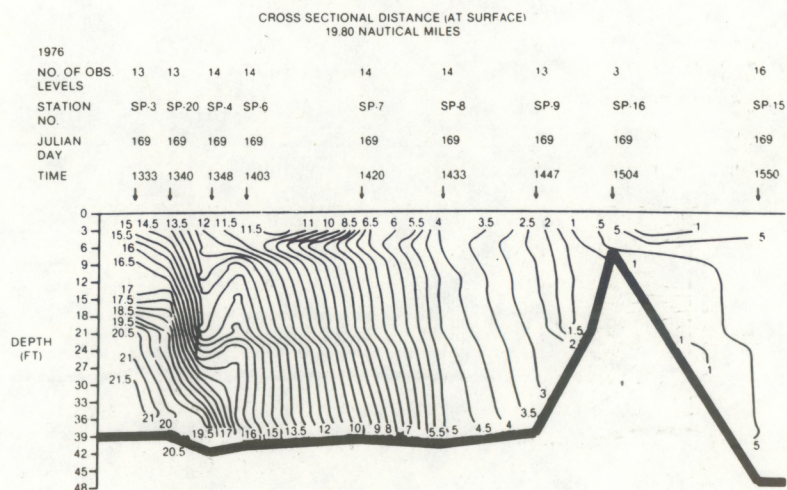 CROSS SECTIONAL DISTANCE (AT SURFACE)
19.80 NAUTICAL MILES
1976
NO. OF OBS. 13 13 14 14 14 14 13 3 16
LEVELS
STATION SP-3 SP-20 SP-4 SP-6 SP-7 SP-8 SP-9 SP-16 SP-15
NO.
JULIAN 169 169 169 169 169 169 169 169 169
DAY
TIME 1333 1340 1348 1403 1420 1433 1447 1504 1550
0
15 14.5 13.5 12 11.5 11 10 8.5 6.5 6 5.5 4 3.5 2.5 2 1 .5 1
3 11.5 .5
15.5 .5
6
16
9 16.5 1
12
15 17
17.5
18 18.5
19.5
21 20.5 1.5
DEPTH
(FT)
24 2 1
27 21 1
30 21.5
33 3
36 21 20 3.5
39 19.5 17 16 15 13.5 12 10 9 8 7 5.5 5 4.5 4 .5
42 20.5
45
48